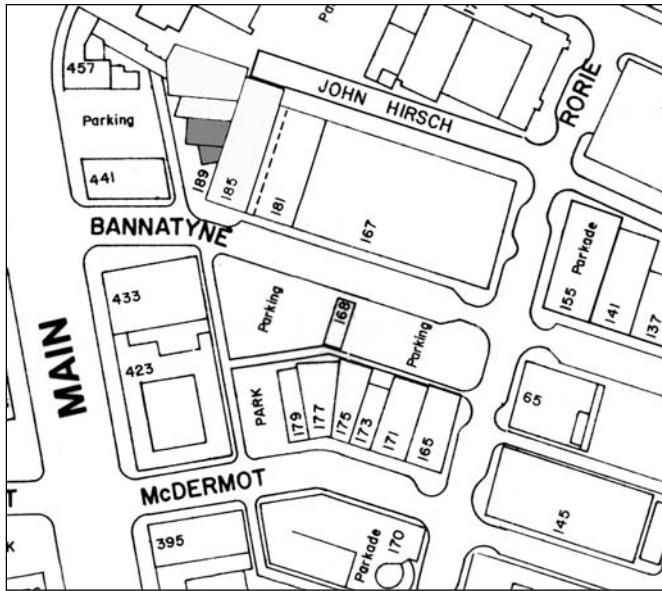 457
Parking
441
JOHN HIRSCH
RORIE
189
185
181
167
BANNATYNE
155
Parkade
141
137
433
423
MAIN
Parking
168
Parking
PARK
179
177
175
173
171
165
65
McDERMOT
145
395
Parkade
170
T
K